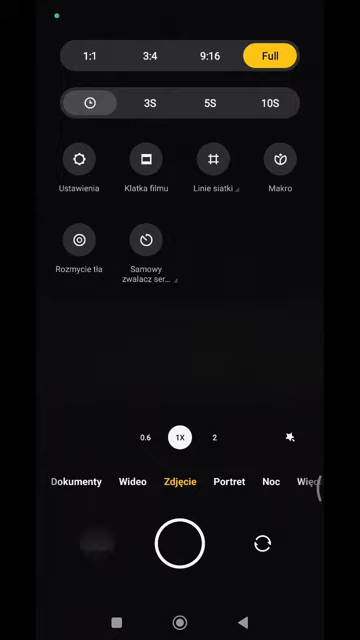 1:1 3:4 9:16 Full
3S 5S 10S
Ustawienia Klatka filmu Linie siatki Makro
Rozmycie tła Samowy
zwalacz ser...
0.6 1X 2
Dokumenty Wideo Zdjęcie Portret Noc Więc